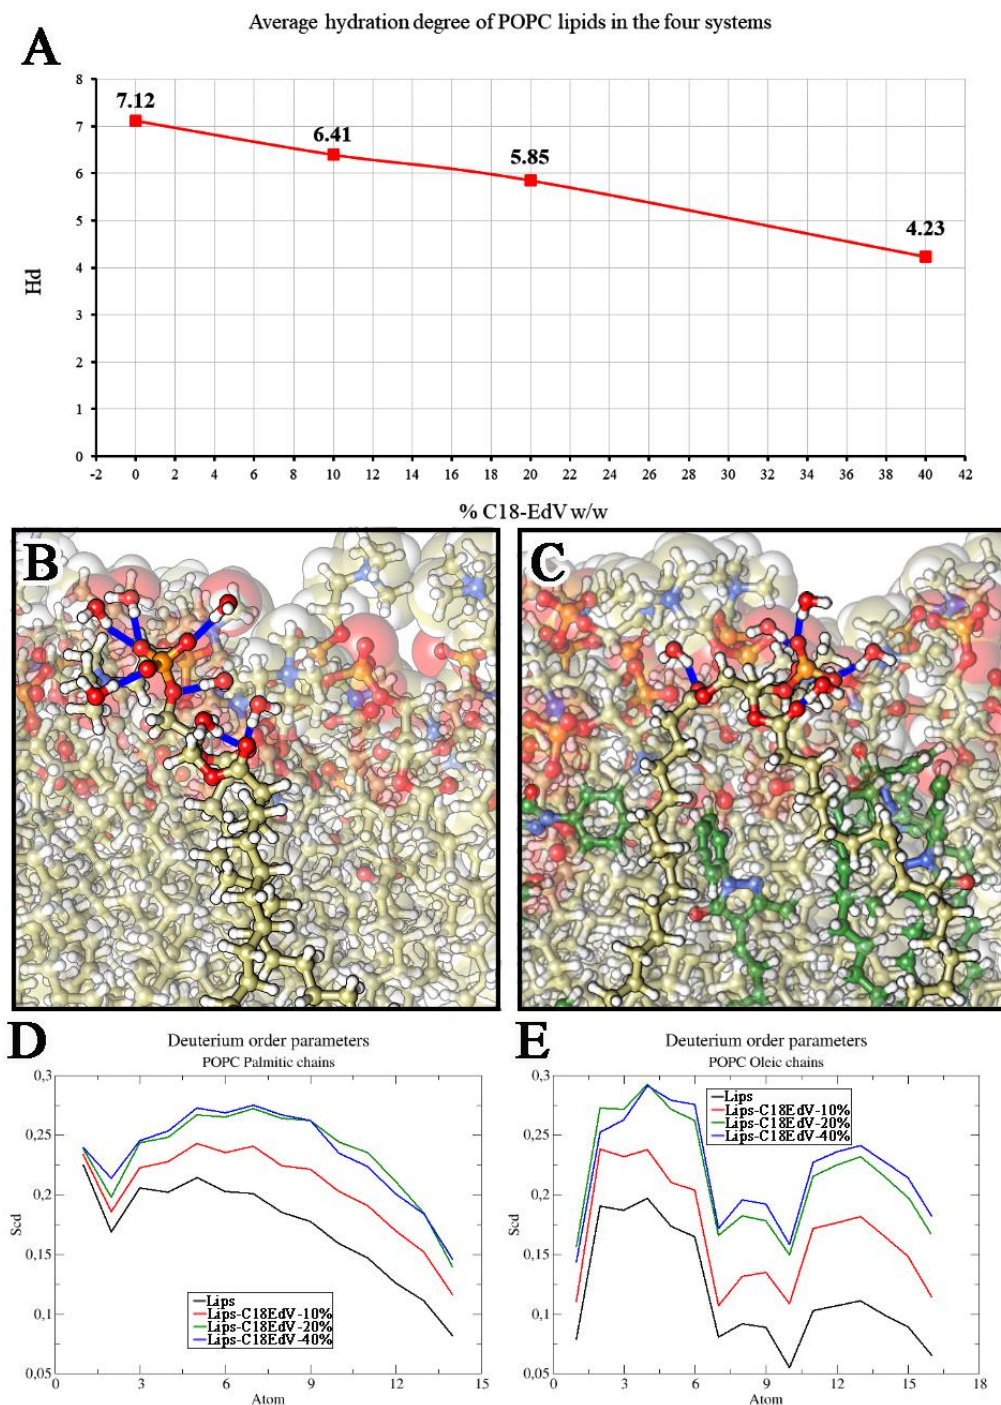 Average hydration degree of POPC lipids in the four systems
A
8
7.12
7
6.41
6
5.85
5
4.23
4
Hd
3
2
1
0
-2 0 2 4 6 8 10 12 14 16 18 20 22 24 26 28 30 32 34 36 38 40 42
% C18-EdV w/w
B
C
D
Deuterium order parameters
POPC Palmitic chains
0,3
0,25
0,2
Scd
0,15
0,1
0,05
Lips
Lips-C18EdV-10%
Lips-C18EdV-20%
Lips-C18EdV-40%
0 3 6 9 12 15
Atom
E
Deuterium order parameters
POPC Oleic chains
0,3
Lips
Lips-C18EdV-10%
Lips-C18EdV-20%
Lips-C18EdV-40%
0,25
0,2
Scd
0,15
0,1
0,05
0 3 6 9 12 15 18
Atom